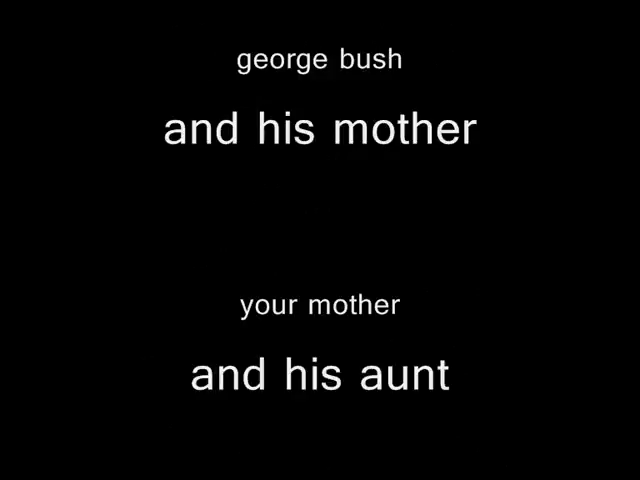 george bush
and his mother
your mother
and his aunt